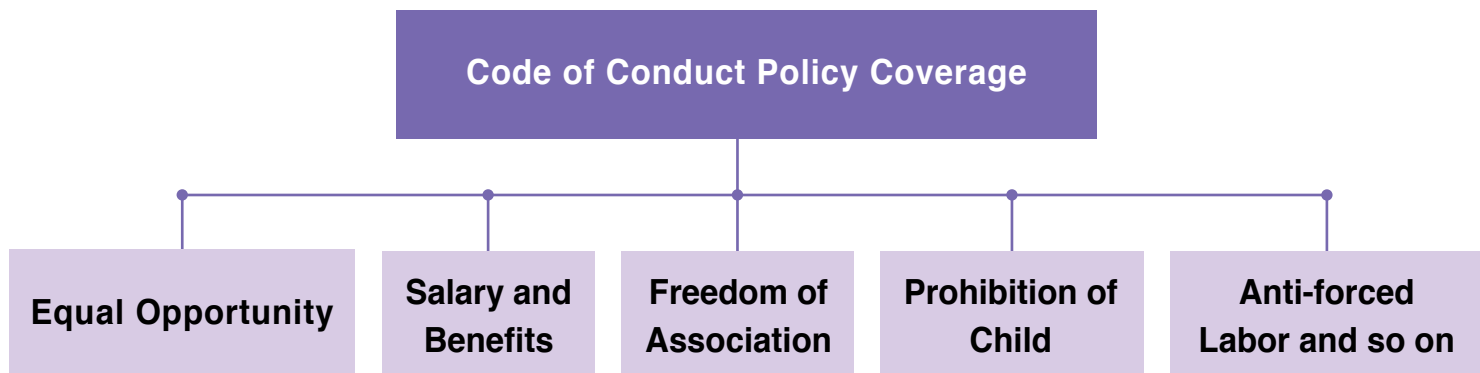 Code of Conduct Policy Coverage
Equal Opportunity
Salary and
Benefits
Freedom of
Association
Prohibition of
Child
Anti-forced
Labor and so on